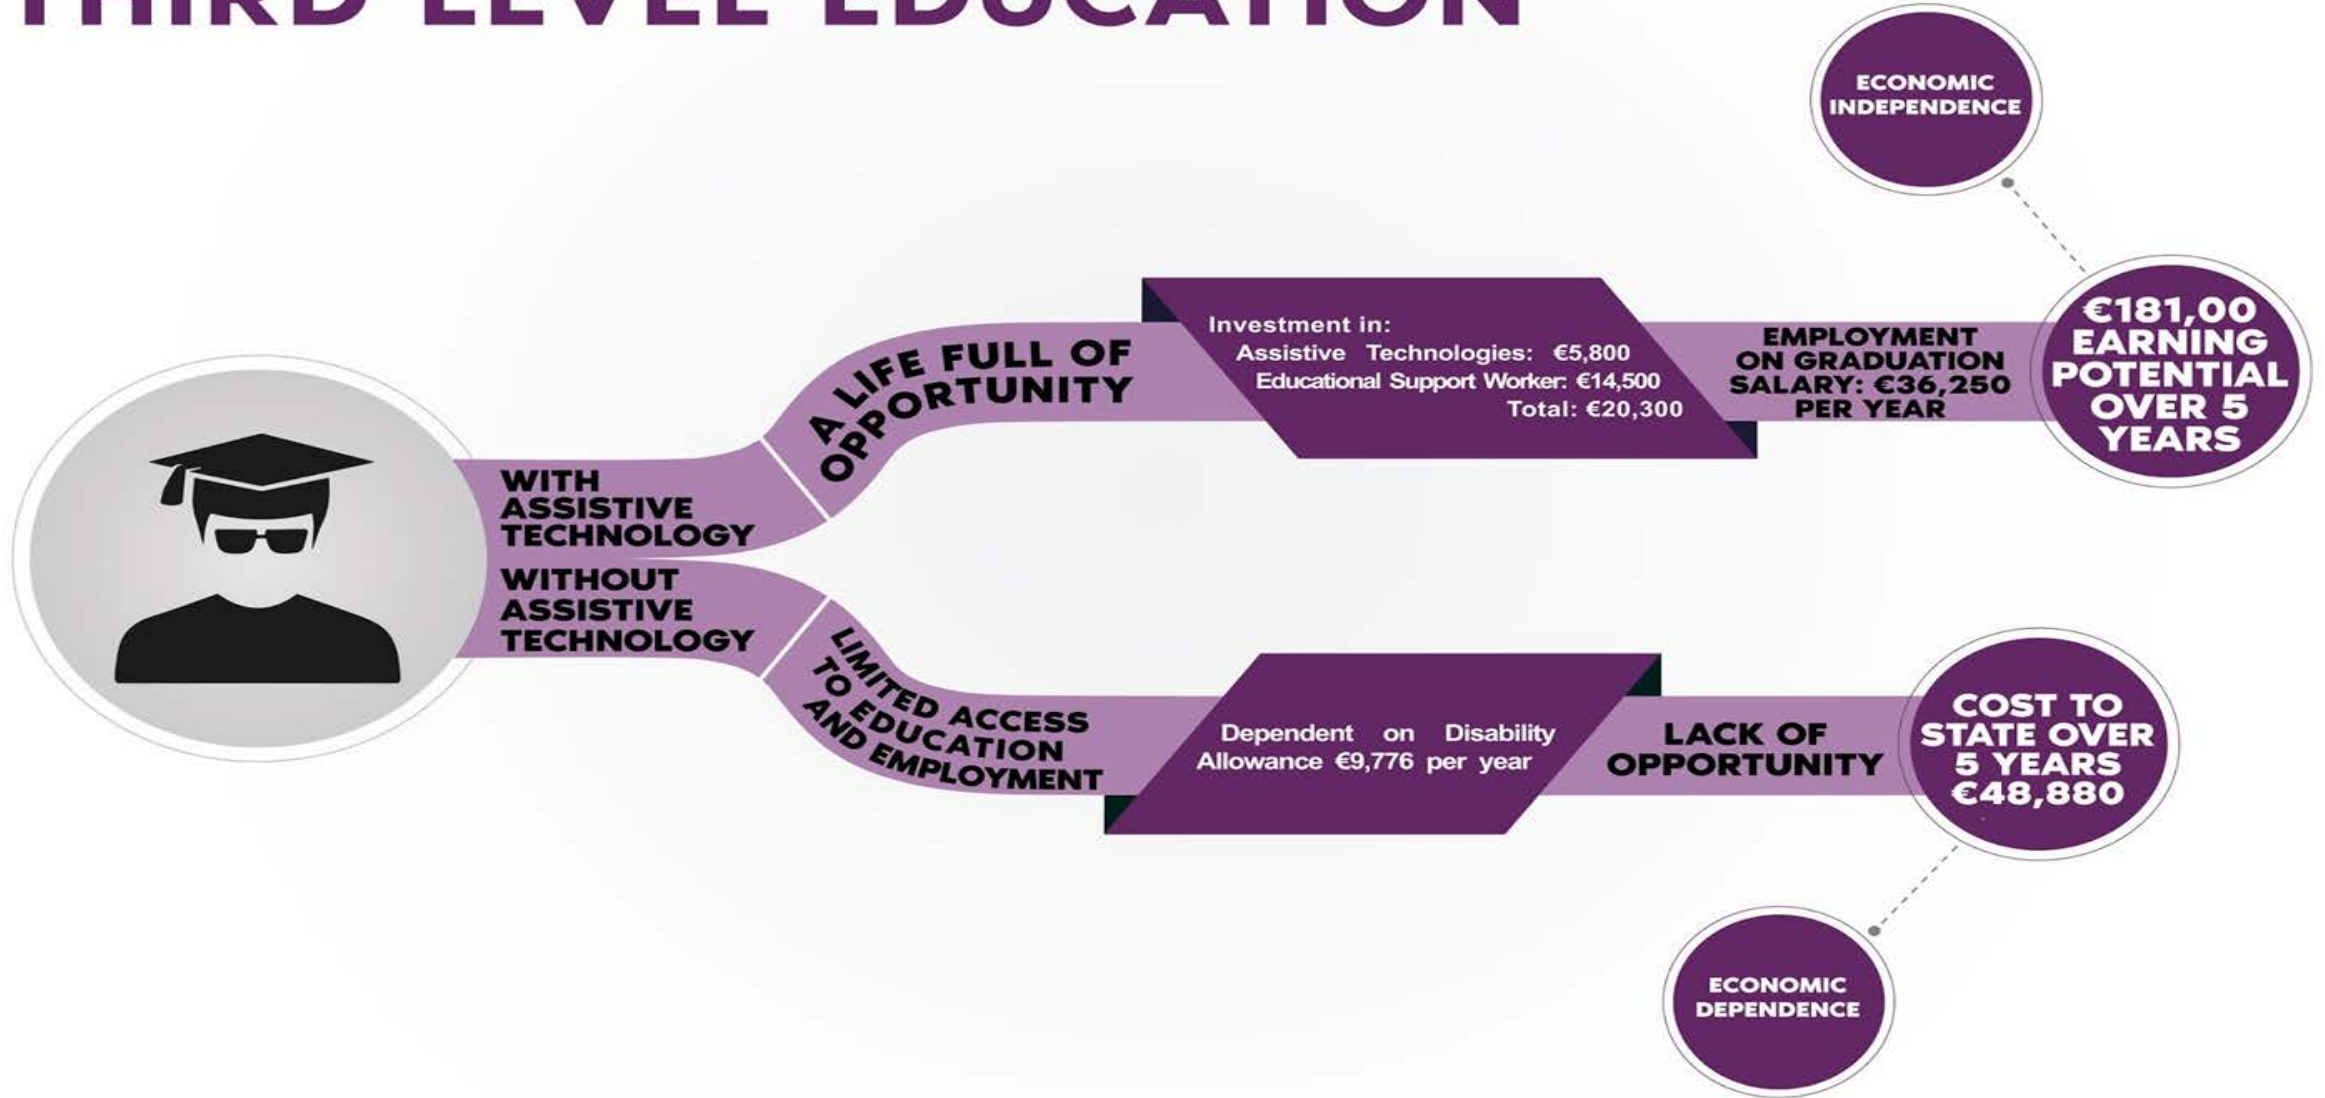 THIRD LEVEL EDUCATION
ECONOMIC
INDEPENDENCE
WITH
ASSISTIVE
TECHNOLOGY
A LIFE FULL OF
OPPORTUNITY
Investment in:
Assistive Technologies: €5,800
Educational Support Worker: €14,500
Total: €20,300
EMPLOYMENT
ON GRADUATION
SALARY: €36,250
PER YEAR
€181,00
EARNING
POTENTIAL
OVER 5
YEARS
WITHOUT
ASSISTIVE
TECHNOLOGY
LIMITED ACCESS
TO EDUCATION
AND EMPLOYMENT
Dependent on Disability
Allowance €9,776 per year
LACK OF
OPPORTUNITY
COST TO
STATE OVER
5 YEARS
€48,880
ECONOMIC
DEPENDENCE